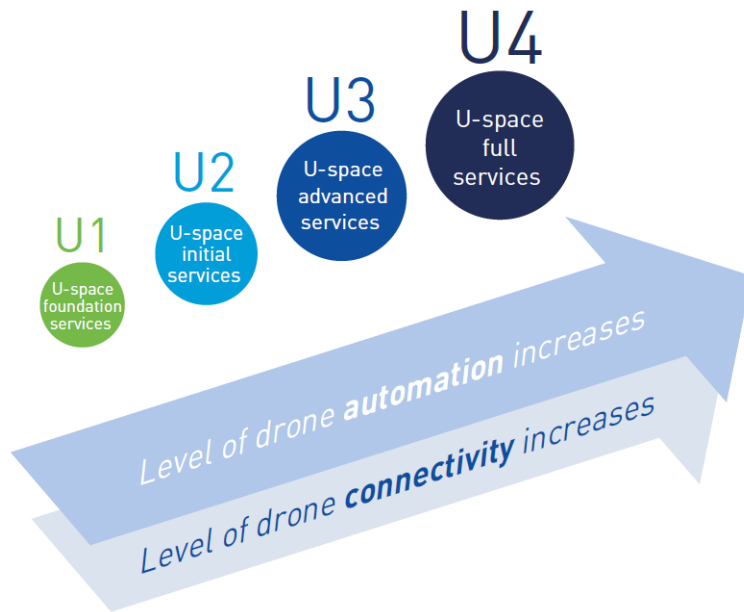 U4
U-space
full
services
U3
U-space
advanced
services
U2
U-space
initial
services
U1
U-space
foundation
services
Level of drone automation increases
Level of drone connectivity increases